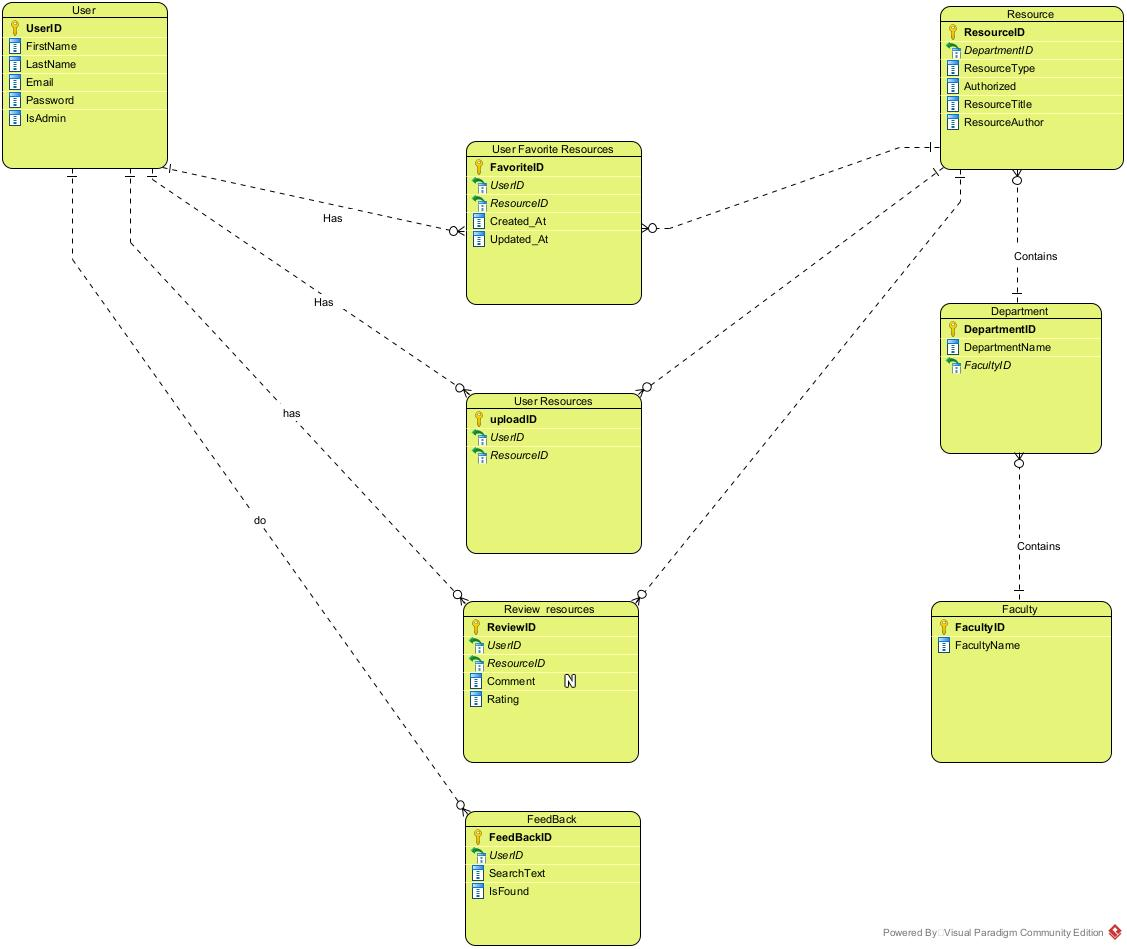 User
UserID
FirstName
LastName
Email
Password
IsAdmin
Resource
ResourceID
DepartmentID
ResourceType
Authorized
ResourceTitle
ResourceAuthor
User Favorite Resources
FavoriteID
UserID
ResourceID
Created_At
Updated_At
Has
Contains
Has
Department
DepartmentID
DepartmentName
FacultyID
User Resources
uploadID
UserID
ResourceID
has
do
Contains
Review resources
ReviewID
UserID
ResourceID
Comment
N
Rating
Faculty
FacultyID
FacultyName
FeedBack
FeedBackID
UserID
SearchText
IsFound
Powered By Visual Paradigm Community Edition